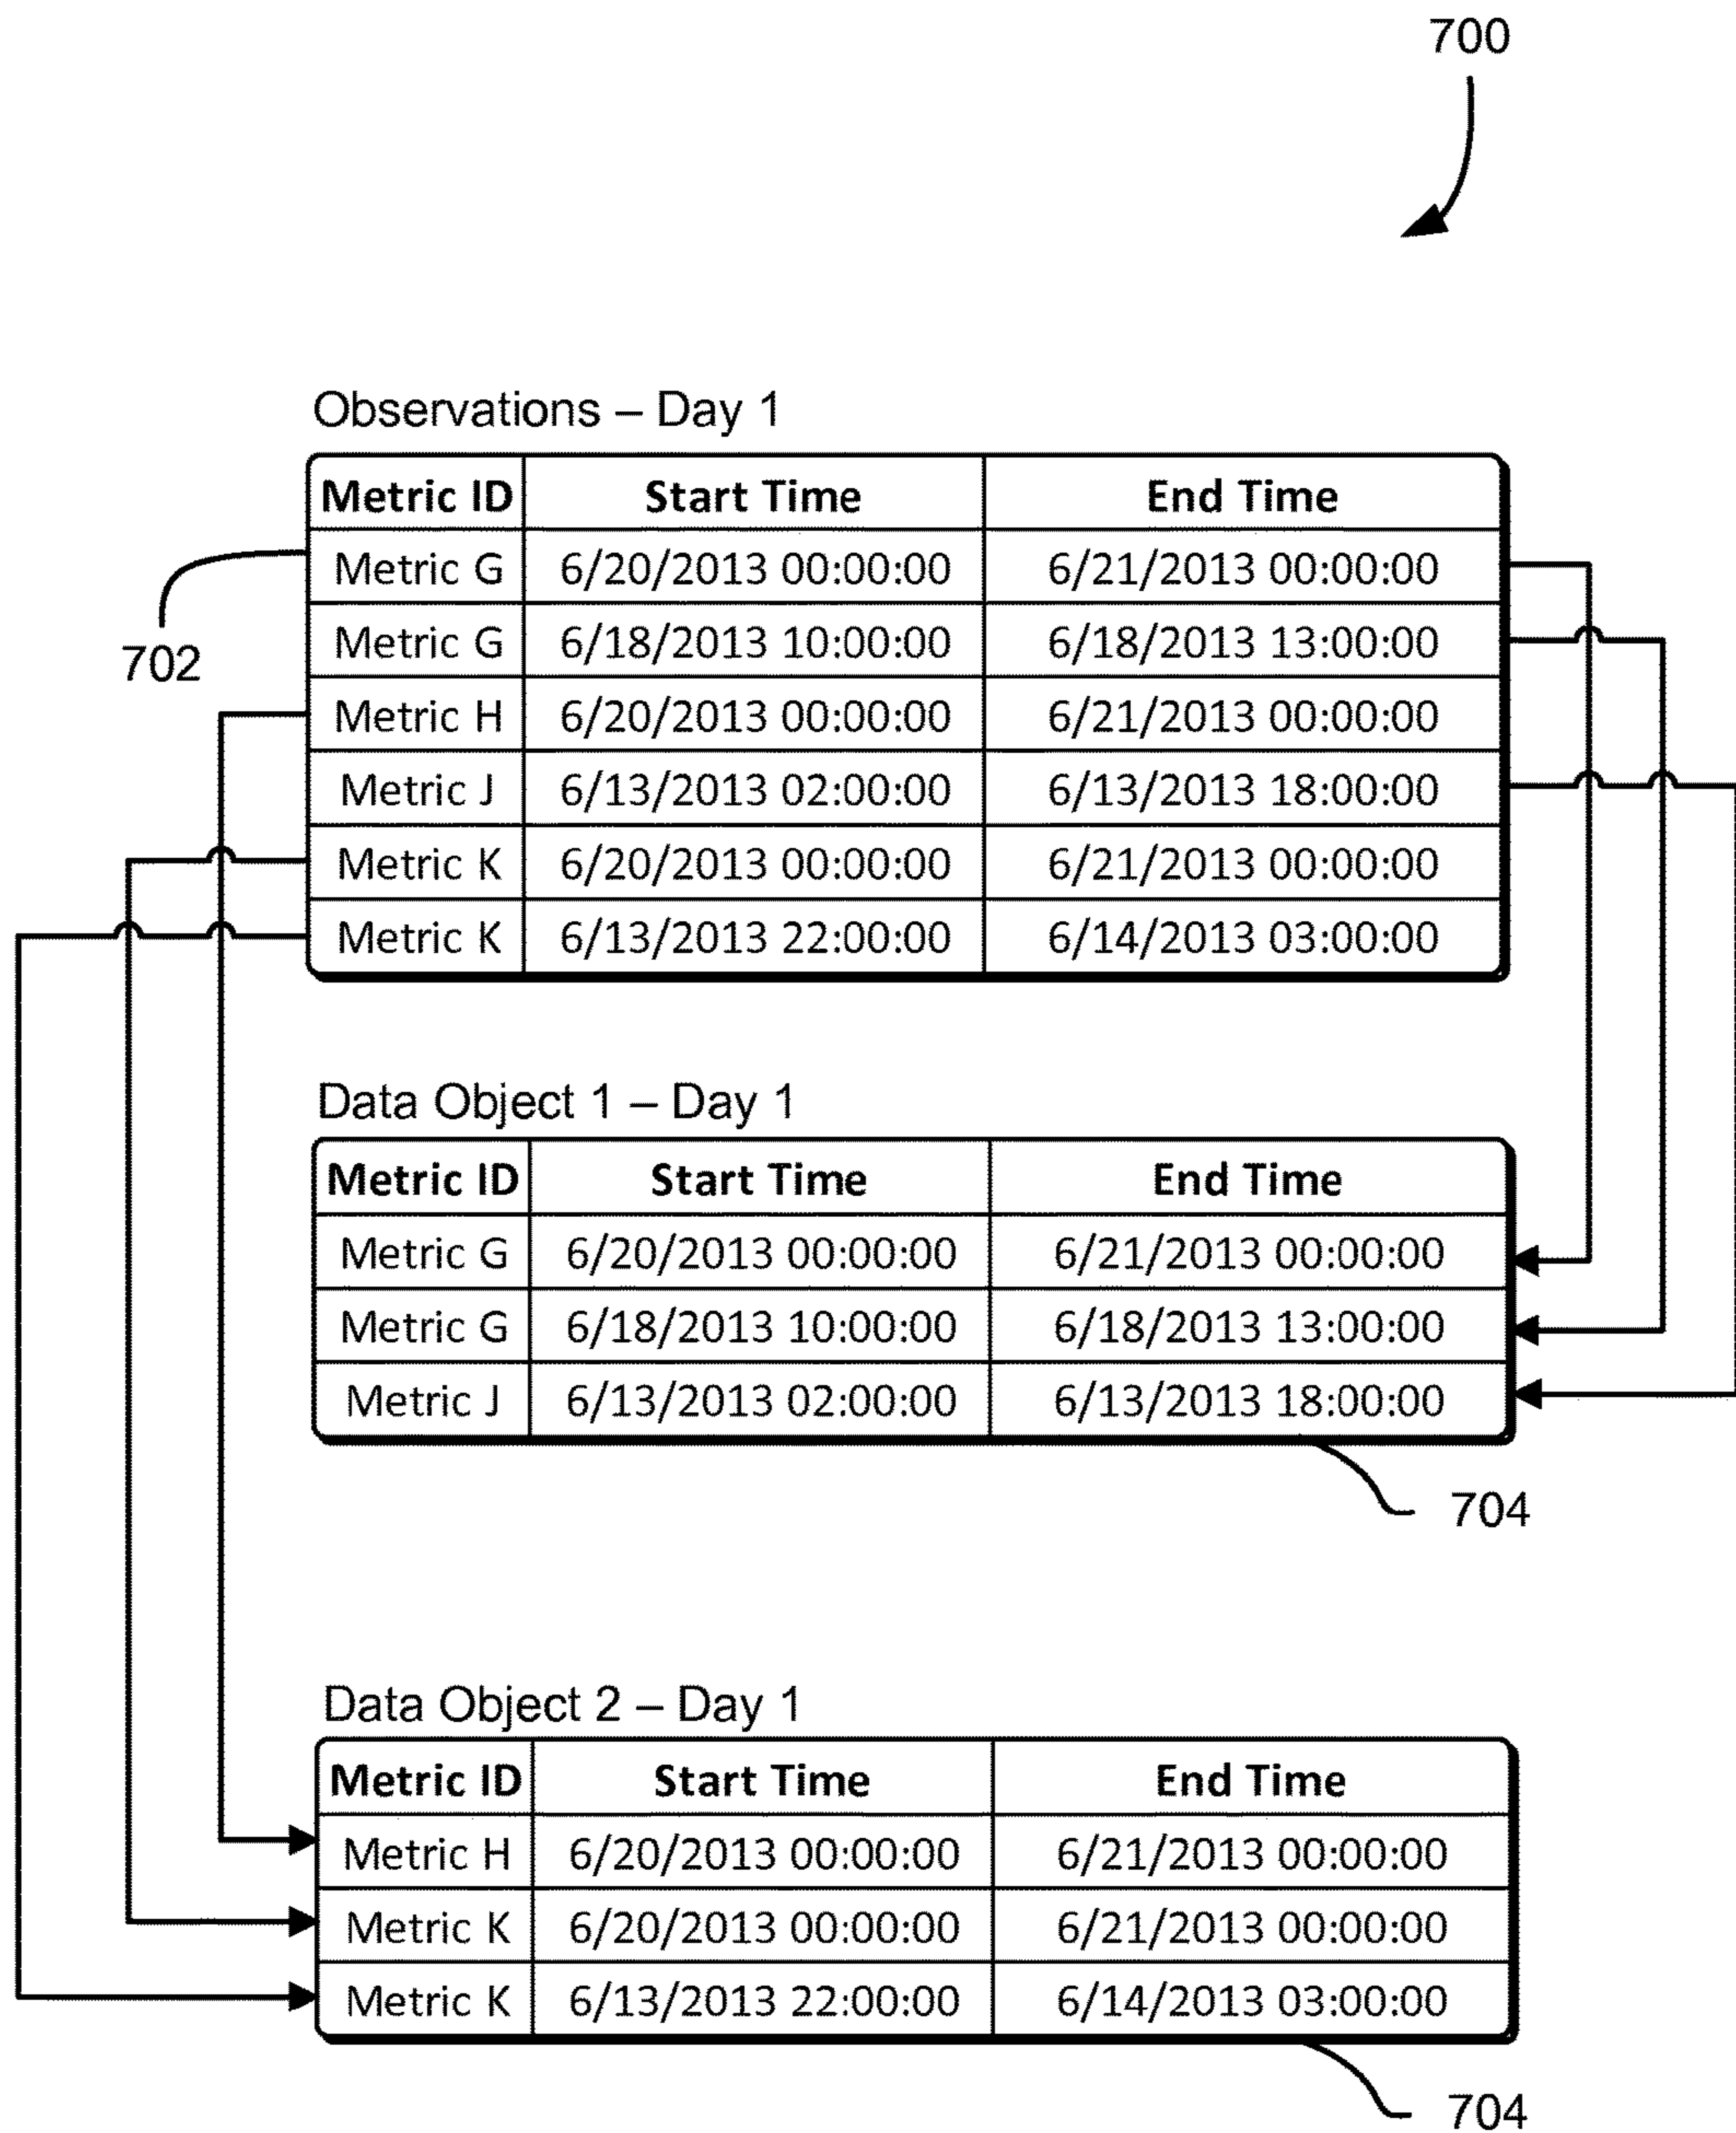 700
Observations – Day 1
Metric ID Start Time End Time
Metric G 6/20/2013 00:00:00 6/21/2013 00:00:00
Metric G 6/18/2013 10:00:00 6/18/2013 13:00:00
702
Metric H 6/20/2013 00:00:00 6/21/2013 00:00:00
Metric J 6/13/2013 02:00:00 6/13/2013 18:00:00
Metric K 6/20/2013 00:00:00 6/21/2013 00:00:00
Metric K 6/13/2013 22:00:00 6/14/2013 03:00:00
Data Object 1 – Day 1
Metric ID Start Time End Time
Metric G 6/20/2013 00:00:00 6/21/2013 00:00:00
Metric G 6/18/2013 10:00:00 6/18/2013 13:00:00
Metric J 6/13/2013 02:00:00 6/13/2013 18:00:00
704
Data Object 2 – Day 1
Metric ID Start Time End Time
Metric H 6/20/2013 00:00:00 6/21/2013 00:00:00
Metric K 6/20/2013 00:00:00 6/21/2013 00:00:00
Metric K 6/13/2013 22:00:00 6/14/2013 03:00:00
704